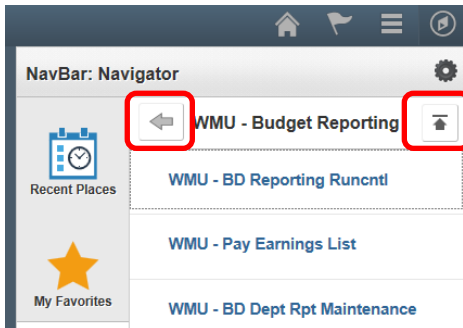 NavBar: Navigator
WMU - Budget Reporting
Recent Places
WMU - BD Reporting Runcntl
WMU - Pay Earnings List
My Favorites
WMU - BD Dept Rpt Maintenance